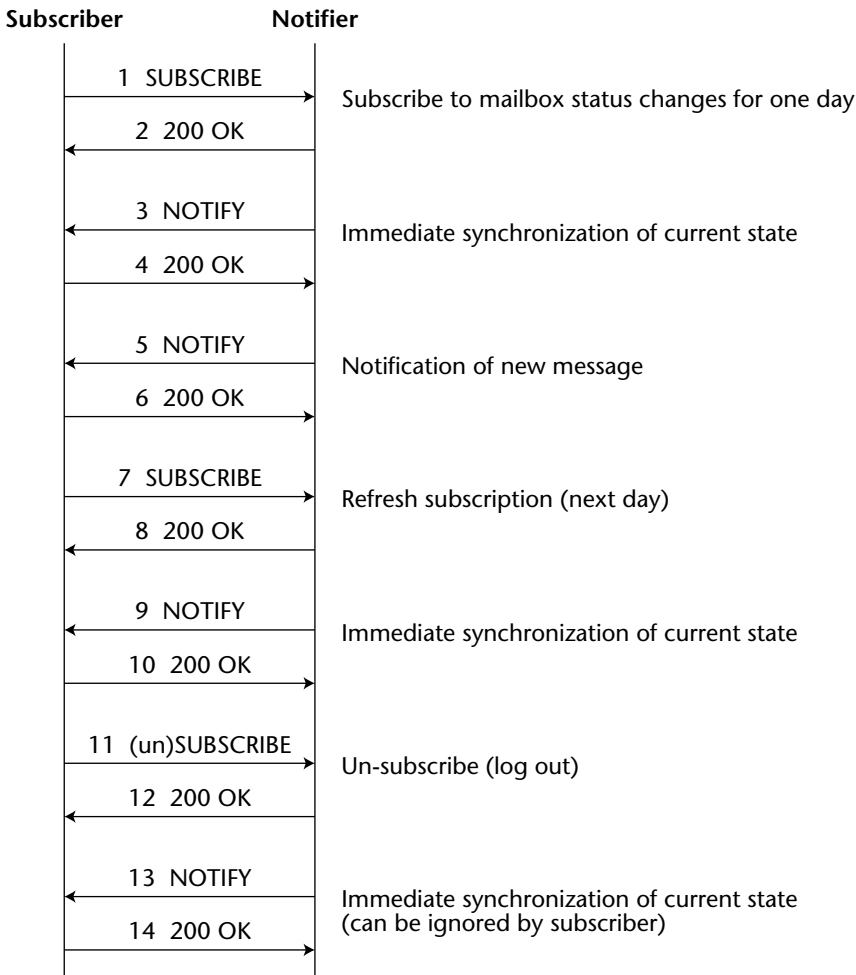 Subscriber Notifier
1 SUBSCRIBE
Subscribe to mailbox status changes for one day
2 200 OK
3 NOTIFY
Immediate synchronization of current state
4 200 OK
5 NOTIFY
Notification of new message
6 200 OK
7 SUBSCRIBE
Refresh subscription (next day)
8 200 OK
9 NOTIFY
Immediate synchronization of current state
10 200 OK
11 (un)SUBSCRIBE
Un-subscribe (log out)
12 200 OK
13 NOTIFY
Immediate synchronization of current state
(can be ignored by subscriber)
14 200 OK